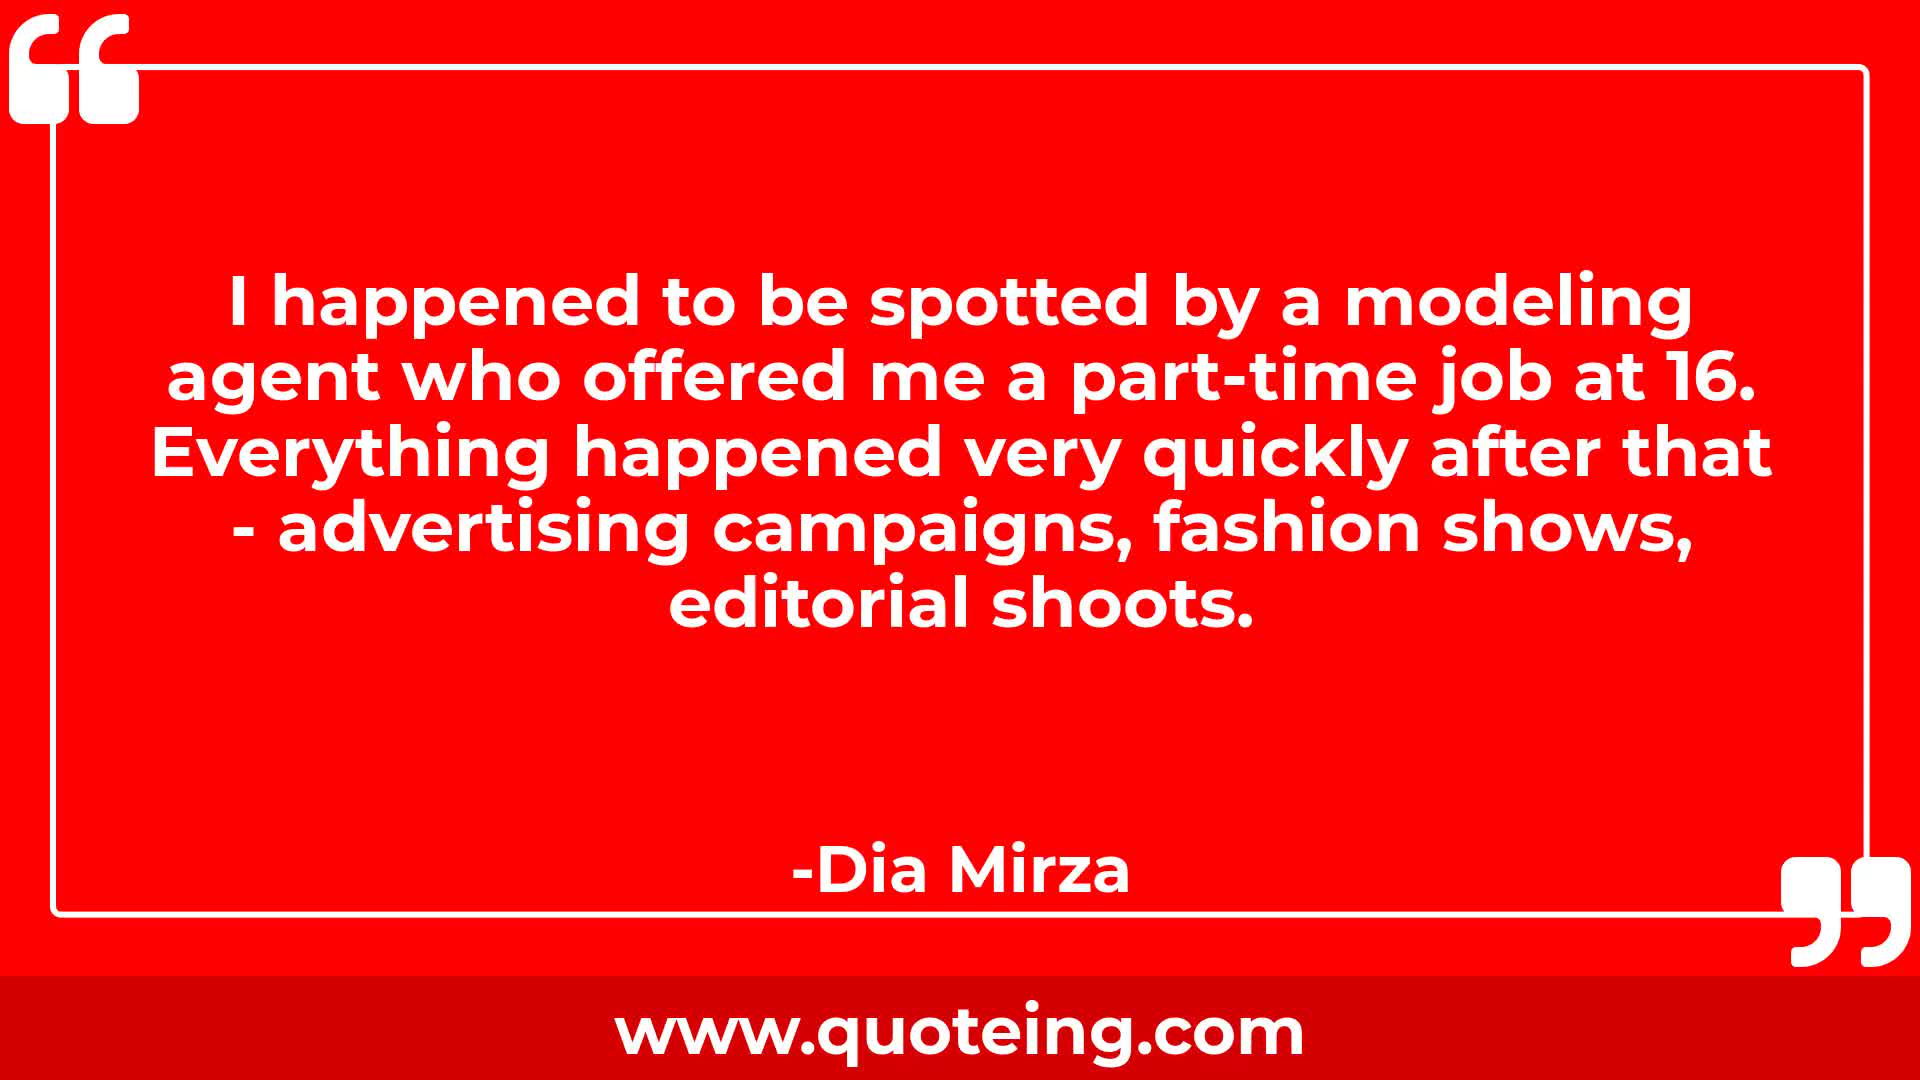 I happened to be spotted by a modeling
agent who offered me a part-time job at 16.
Everything happened very quickly after that
- advertising campaigns, fashion shows,
editorial shoots.
-Dia Mirza
www.quoteing.com